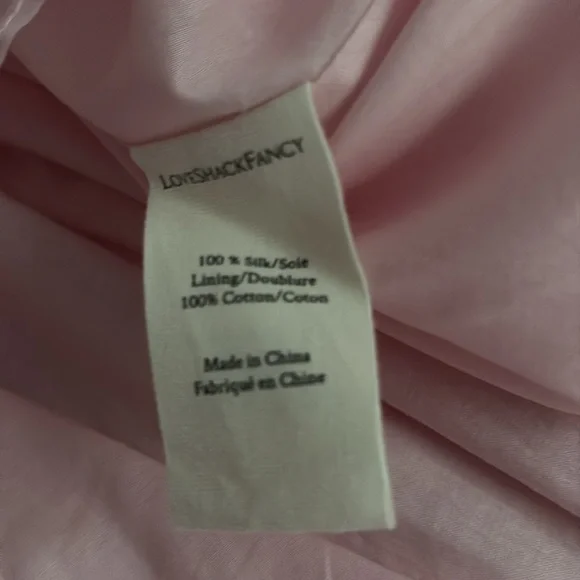 LoveShackFancy
100 % Silk/Soie
Lining/Doublure
100% Cotton/Coton
Made in China
Fabriqué en Chine